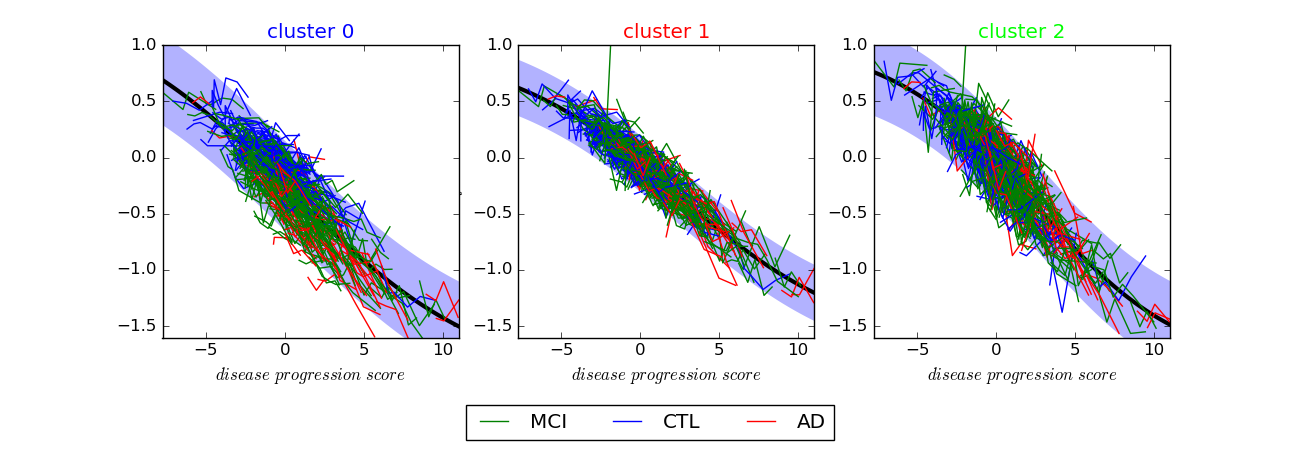 cluster 0 cluster 1 cluster 2
1.0 1.0 1.0
0.5 0.5 0.5
0.0 0.0 0.0
−0.5 −0.5 −0.5
−1.0 −1.0 −1.0
−1.5 −1.5 −1.5
−5 0 5 10 −5 0 5 10 −5 0 5 10
disease progression score disease progression score disease progression score
MCI CTL AD